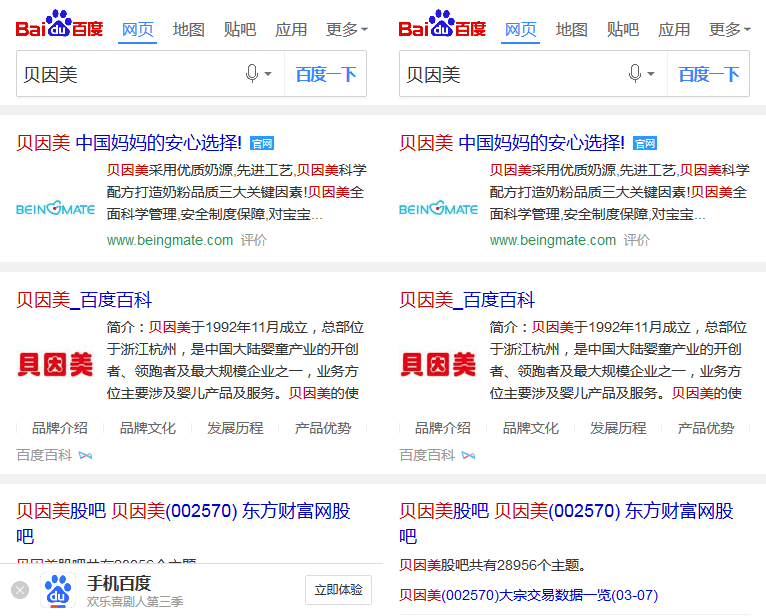 Bai du 百度 网页 地图 贴吧 应用 更多
贝因美 百度一下
贝因美 中国妈妈的安心选择! 官网
贝因美采用优质奶源,先进工艺,贝因美科学
配方打造奶粉品质三大关键因素!贝因美全
面科学管理,安全制度保障,对宝宝...
BEINGMATE
www.beingmate.com 评价
贝因美_百度百科
简介：贝因美于1992年11月成立，总部位
于浙江杭州，是中国大陆婴童产业的开创
者、领跑者及最大规模企业之一，业务方
位主要涉及婴儿产品及服务。贝因美的使
貝因美
品牌介绍 品牌文化 发展历程 产品优势
百度百科
贝因美股吧 贝因美(002570) 东方财富网股
吧
贝因美股吧共有28956个主题
du
手机百度
欢乐喜剧人第三季
立即体验
Bai du 百度 网页 地图 贴吧 应用 更多
贝因美 百度一下
贝因美 中国妈妈的安心选择! 官网
贝因美采用优质奶源,先进工艺,贝因美科学
配方打造奶粉品质三大关键因素!贝因美全
面科学管理,安全制度保障,对宝宝...
BEINGMATE
www.beingmate.com 评价
贝因美_百度百科
简介：贝因美于1992年11月成立，总部位
于浙江杭州，是中国大陆婴童产业的开创
者、领跑者及最大规模企业之一，业务方
位主要涉及婴儿产品及服务。贝因美的使
貝因美
品牌介绍 品牌文化 发展历程 产品优势
百度百科
贝因美股吧 贝因美(002570) 东方财富网股
吧
贝因美股吧共有28956个主题。
贝因美(002570)大宗交易数据一览(03-07)